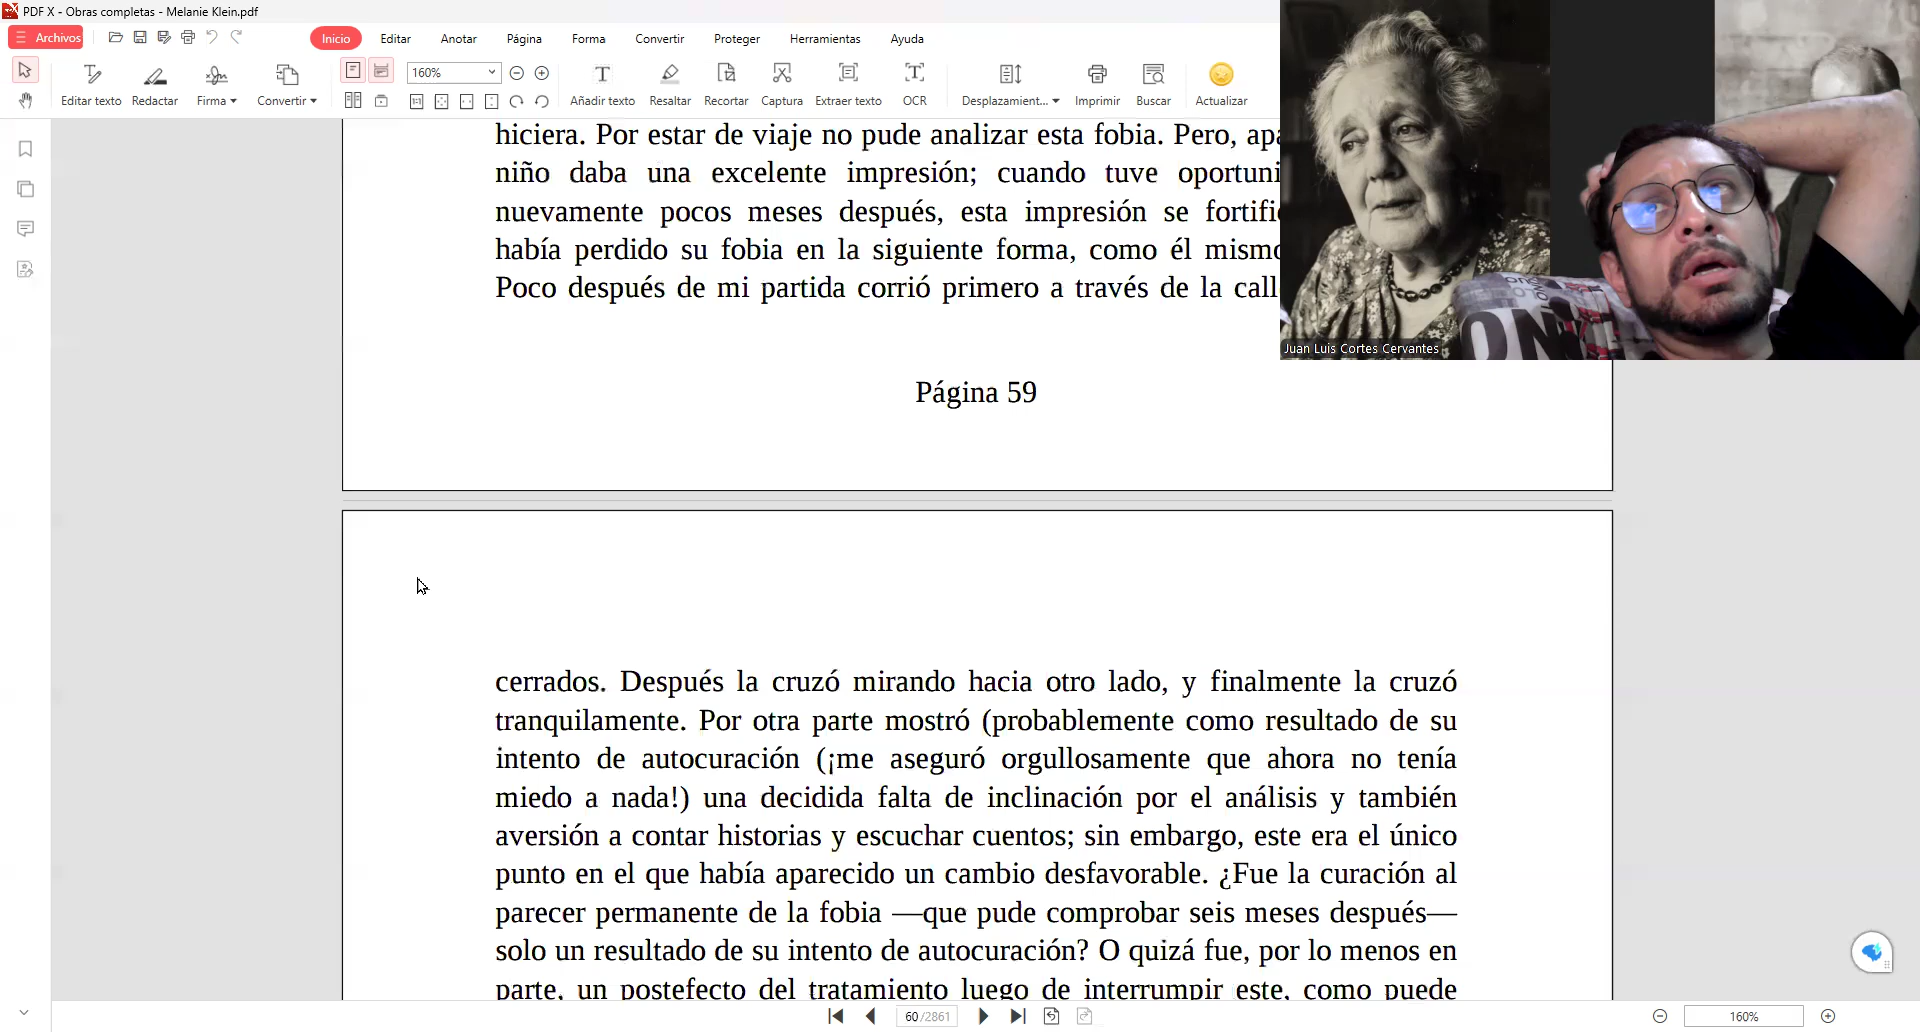 PDF X - Obras completas - Melanie Klein.pdf
Archivos
Inicio
Editar
Anotar
Página
Forma
Convertir
Proteger
Herramientas
Ayuda
160%
Editar texto
Redactar
Firma
Convertir
Añadir texto
Resaltar
Recortar
Captura
Extraer texto
OCR
Desplazamient...
Imprimir
Buscar
Actualizar
hiciera. Por estar de viaje no pude analizar esta fobia. Pero, apa
niño daba una excelente impresión; cuando tuve oportuni
nuevamente pocos meses después, esta impresión se fortifi
había perdido su fobia en la siguiente forma, como él mismo
Poco después de mi partida corrió primero a través de la call
Juan Luis Cortes Cervantes
Página 59
cerrados. Después la cruzó mirando hacia otro lado, y finalmente la cruzó
tranquilamente. Por otra parte mostró (probablemente como resultado de su
intento de autocuración (¡me aseguró orgullosamente que ahora no tenía
miedo a nada!) una decidida falta de inclinación por el análisis y también
aversión a contar historias y escuchar cuentos; sin embargo, este era el único
punto en el que había aparecido un cambio desfavorable. ¿Fue la curación al
parecer permanente de la fobia —que pude comprobar seis meses después—
solo un resultado de su intento de autocuración? O quizá fue, por lo menos en
parte, un postefecto del tratamiento luego de interrumpir este, como puede
60 /2861
160%